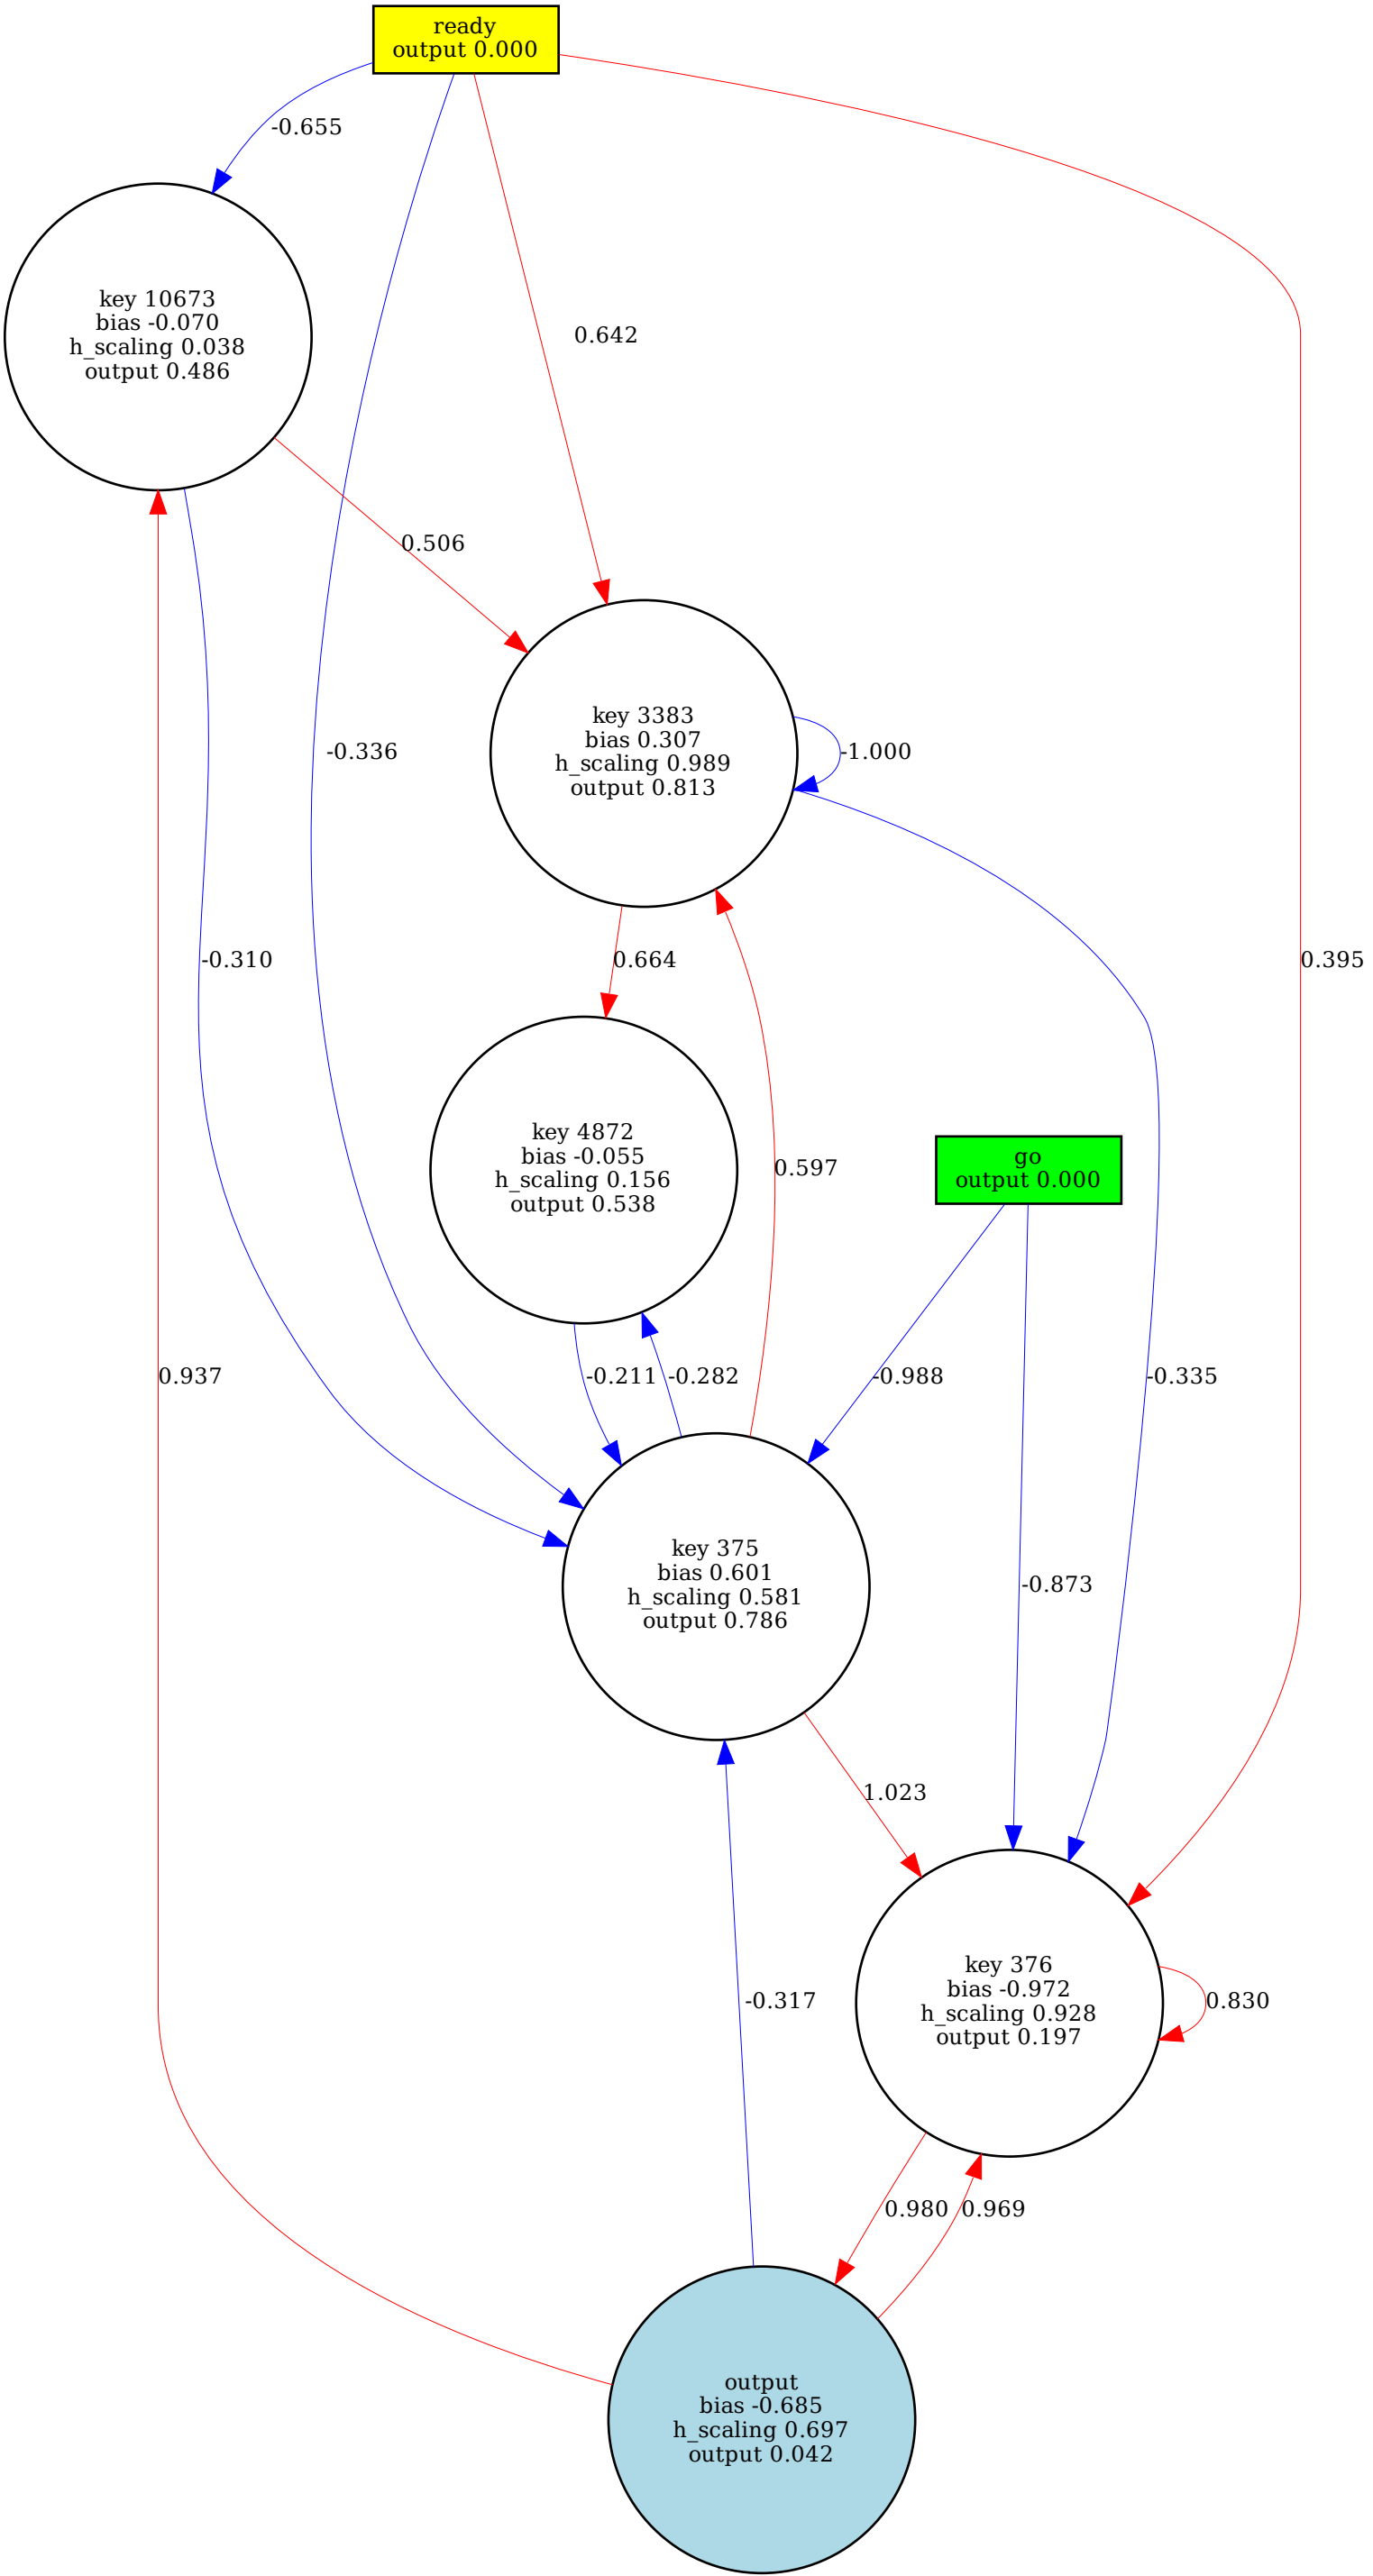 ready
output 0.000
-0.655
key 10673
bias -0.070
h_scaling 0.038
output 0.486
0.642
0.506
key 3383
bias 0.307
h_scaling 0.989
output 0.813
-1.000
-0.336
-0.310
0.664
0.395
key 4872
bias -0.055
h_scaling 0.156
output 0.538
0.597
go
output 0.000
0.937
-0.211
-0.282
-0.988
-0.335
key 375
bias 0.601
h_scaling 0.581
output 0.786
-0.873
1.023
key 376
bias -0.972
h_scaling 0.928
output 0.197
-0.317
0.830
0.980
0.969
output
bias -0.685
h_scaling 0.697
output 0.042